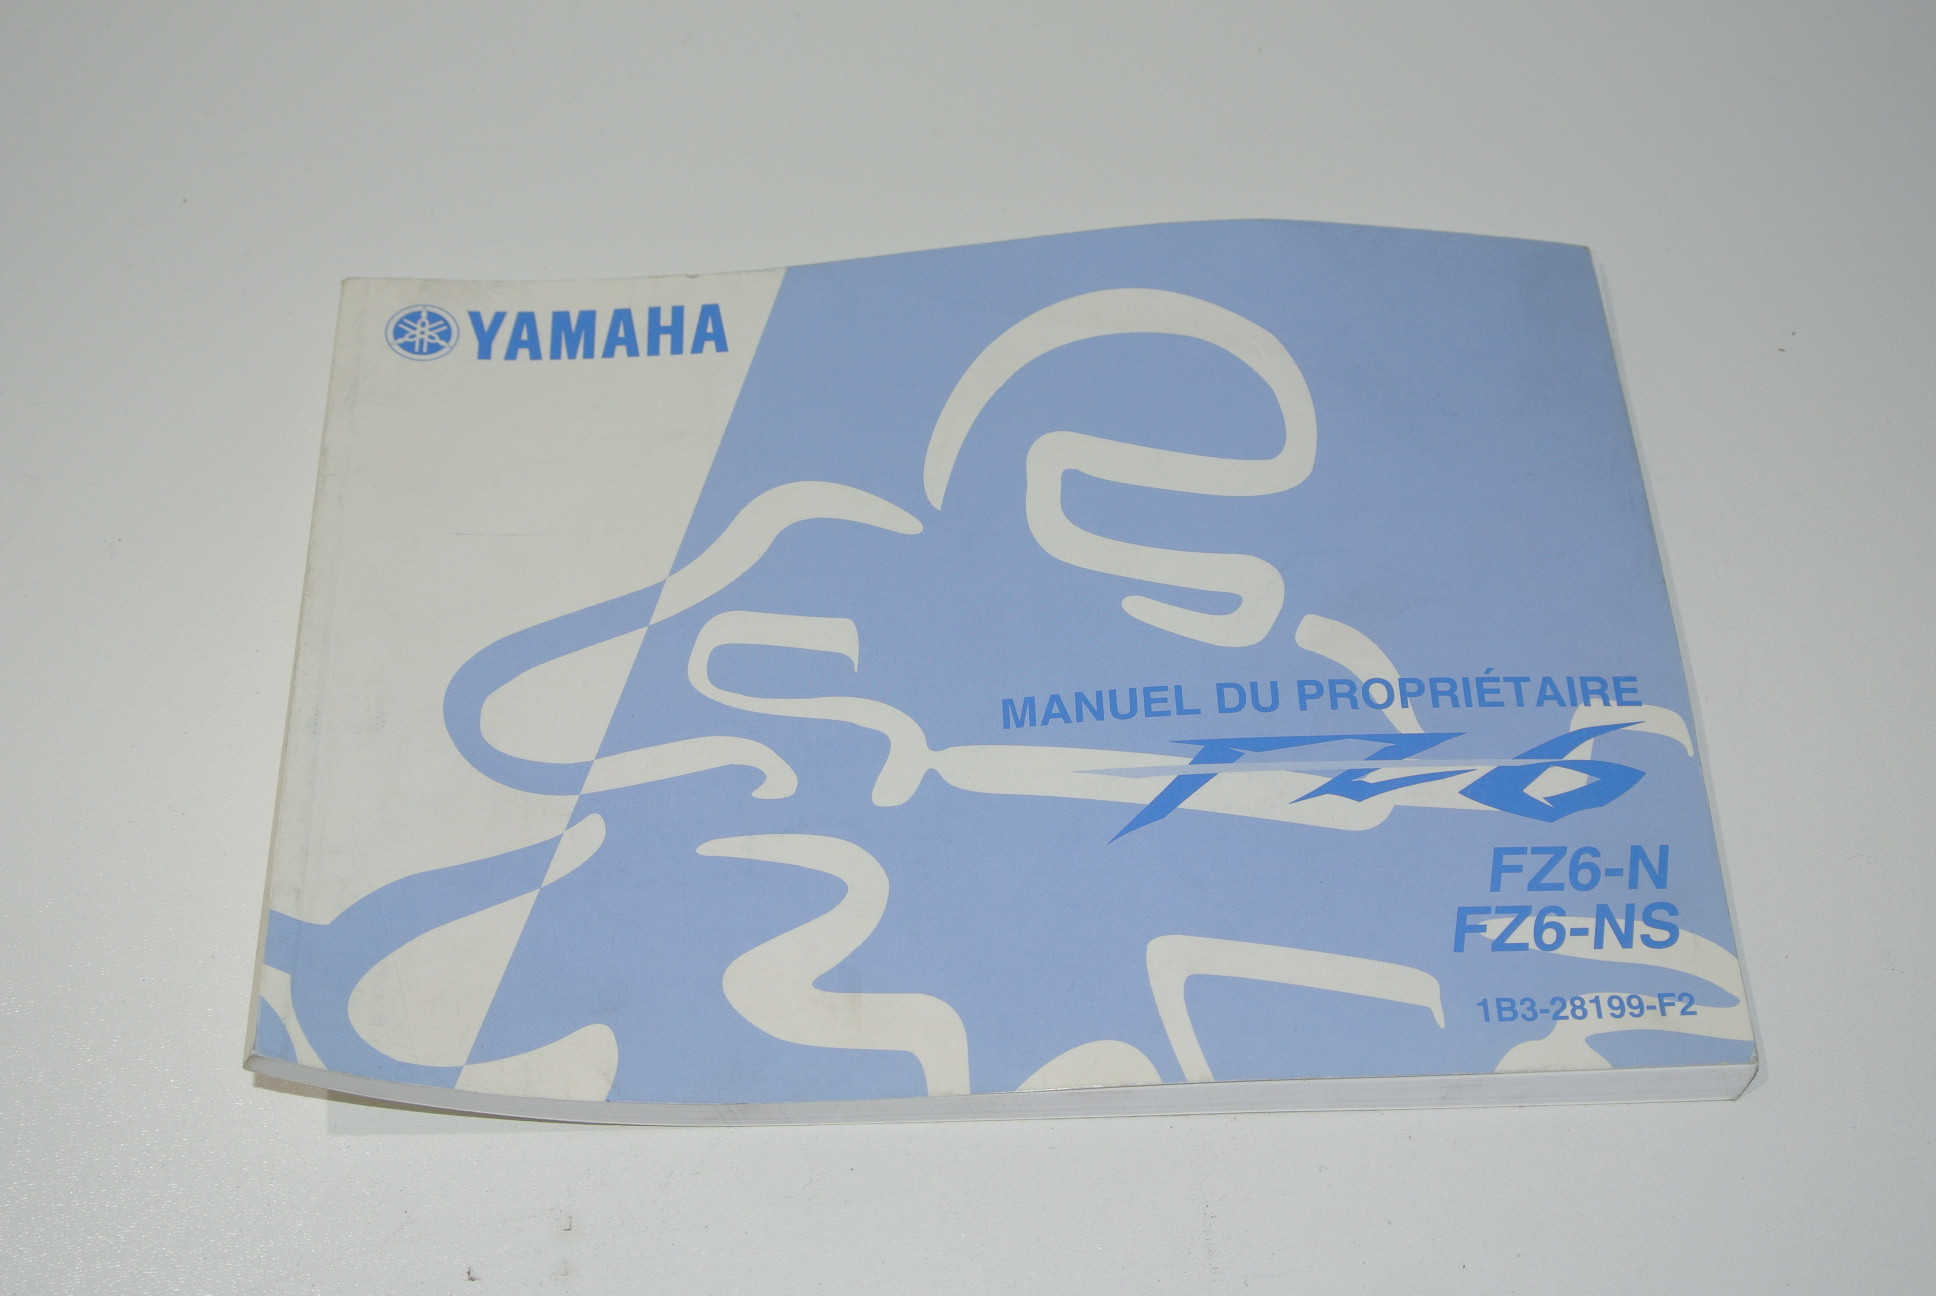 YAMAHA
MANUEL DU PROPRIÉTAIRE
FZ6
FZ6-N
FZ6-NS
1B3-28199-F2